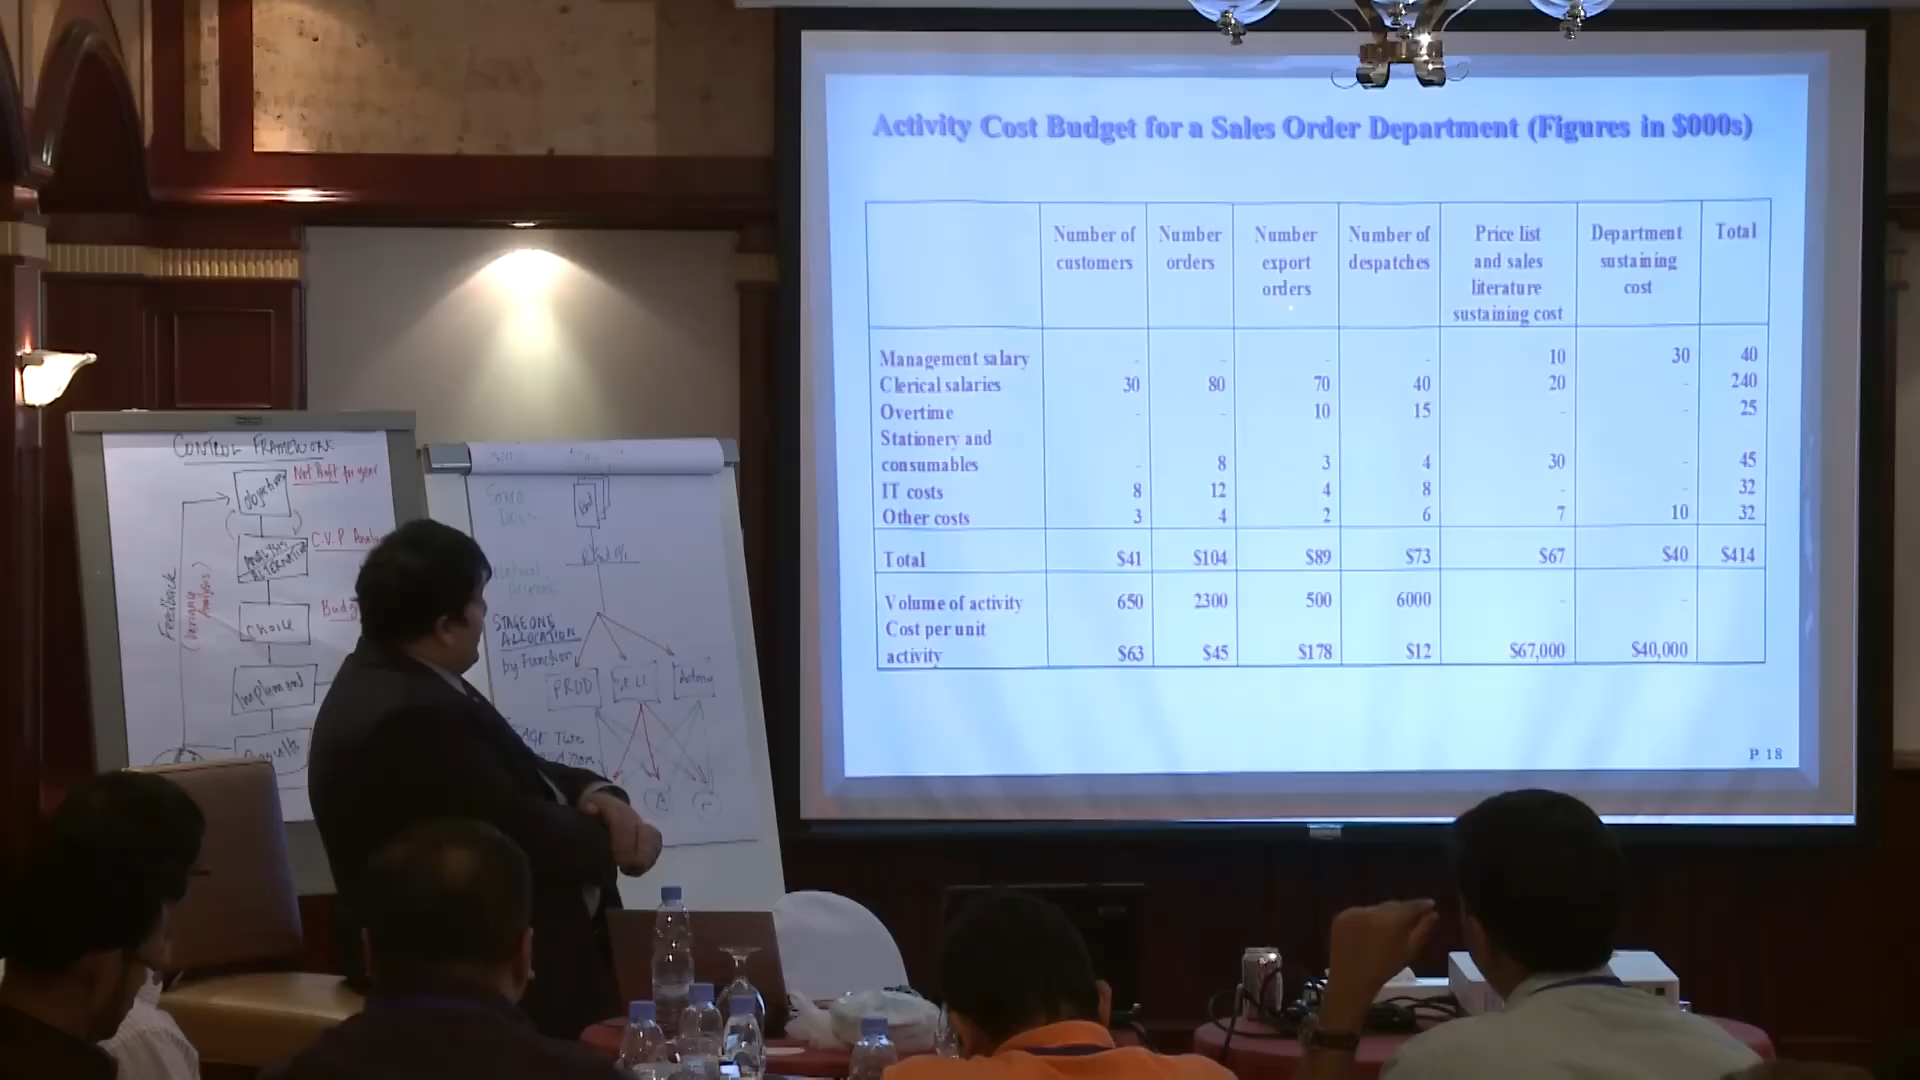 Activity Cost Budget for a Sales Order Department (Figures in $000s)
Number of customers Number orders Number export orders Number of despatches Price list and sales literature sustaining cost Department sustaining cost Total
Management salary - - - - 10 30 40
Clerical salaries 30 80 70 40 20 - 240
Overtime - - 10 15 - - 25
Stationery and
consumables - 8 3 4 30 - 45
IT costs 8 12 4 8 - - 32
Other costs 3 4 2 6 7 10 32
Total $41 $104 $89 $73 $67 $40 $414
Volume of activity 650 2300 500 6000 - -
Cost per unit
activity $63 $45 $178 $12 $67,000 $40,000
P 18
CONTROL FRAMEWORK
Net Profit for year
C.V.P
ANALYSIS
ALTERNATIVE
Feedback
(Variance
Analysis)
Choice
Implement
Results
STAGE ONE
ALLOCATION
by Function
PROD
SELL
Admin